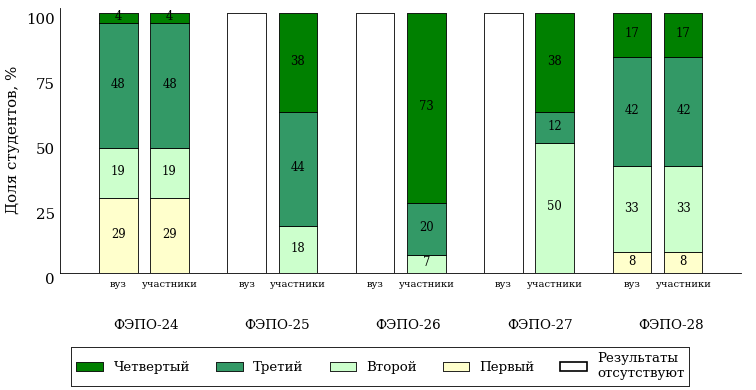 Доля студентов, %
100
75
50
25
0
4 4 38 73 38 17 17
48 48 44 20 12 42 42
19 19 18 7 50 33 33
29 29 8 8
вуз участники вуз участники вуз участники вуз участники вуз участники
ФЭПО-24 ФЭПО-25 ФЭПО-26 ФЭПО-27 ФЭПО-28
Четвертый Третий Второй Первый Результаты
отсутствуют